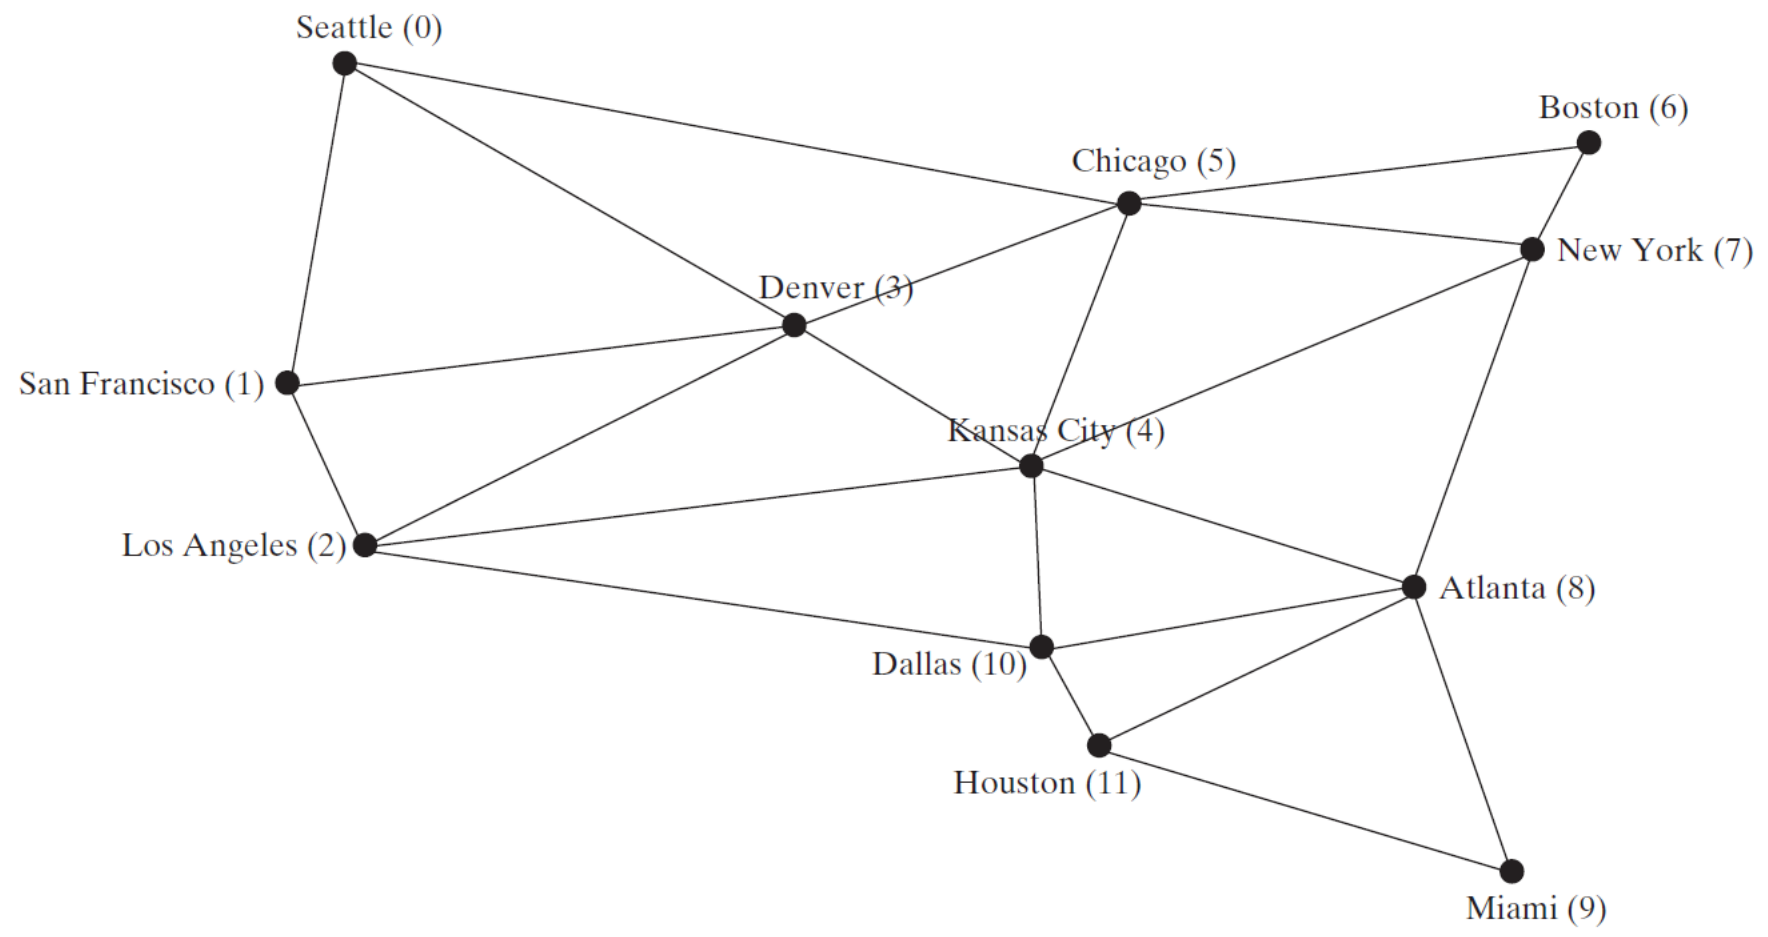 Seattle (0)
Boston (6)
Chicago (5)
New York (7)
Denver (3)
San Francisco (1)
Kansas City (4)
Los Angeles (2)
Atlanta (8)
Dallas (10)
Houston (11)
Miami (9)